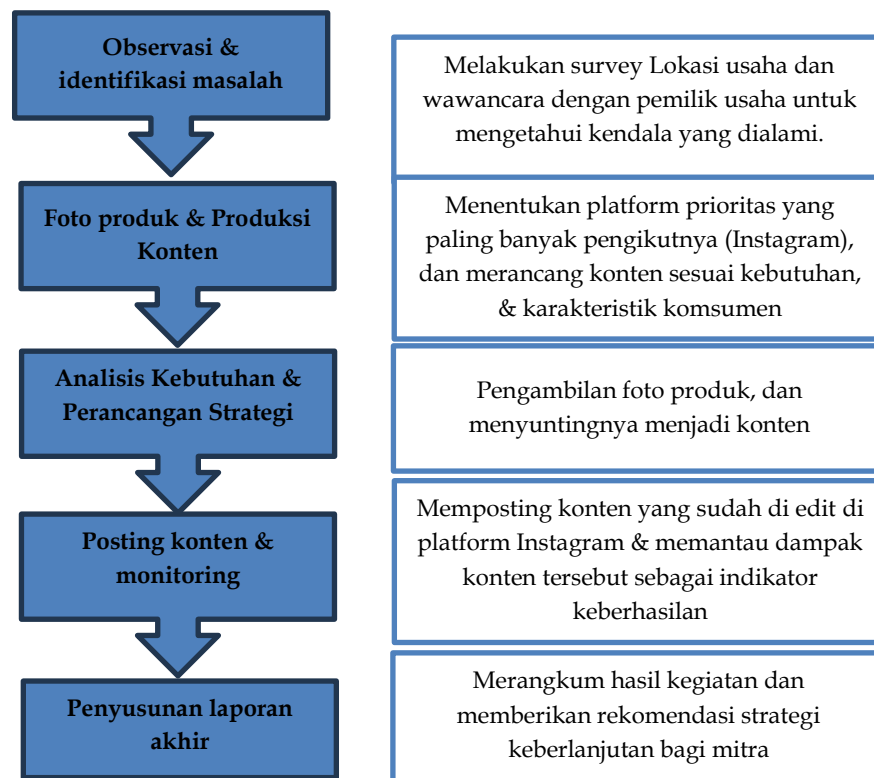 Observasi &
identifikasi masalah
Melakukan survey Lokasi usaha dan
wawancara dengan pemilik usaha untuk
mengetahui kendala yang dialami.
Foto produk & Produksi
Konten
Menentukan platform prioritas yang
paling banyak pengikutnya (Instagram),
dan merancang konten sesuai kebutuhan,
& karakteristik komsumen
Analisis Kebutuhan &
Perancangan Strategi
Pengambilan foto produk, dan
menyuntingnya menjadi konten
Posting konten &
monitoring
Memposting konten yang sudah di edit di
platform Instagram & memantau dampak
konten tersebut sebagai indikator
keberhasilan
Penyusunan laporan
akhir
Merangkum hasil kegiatan dan
memberikan rekomendasi strategi
keberlanjutan bagi mitra